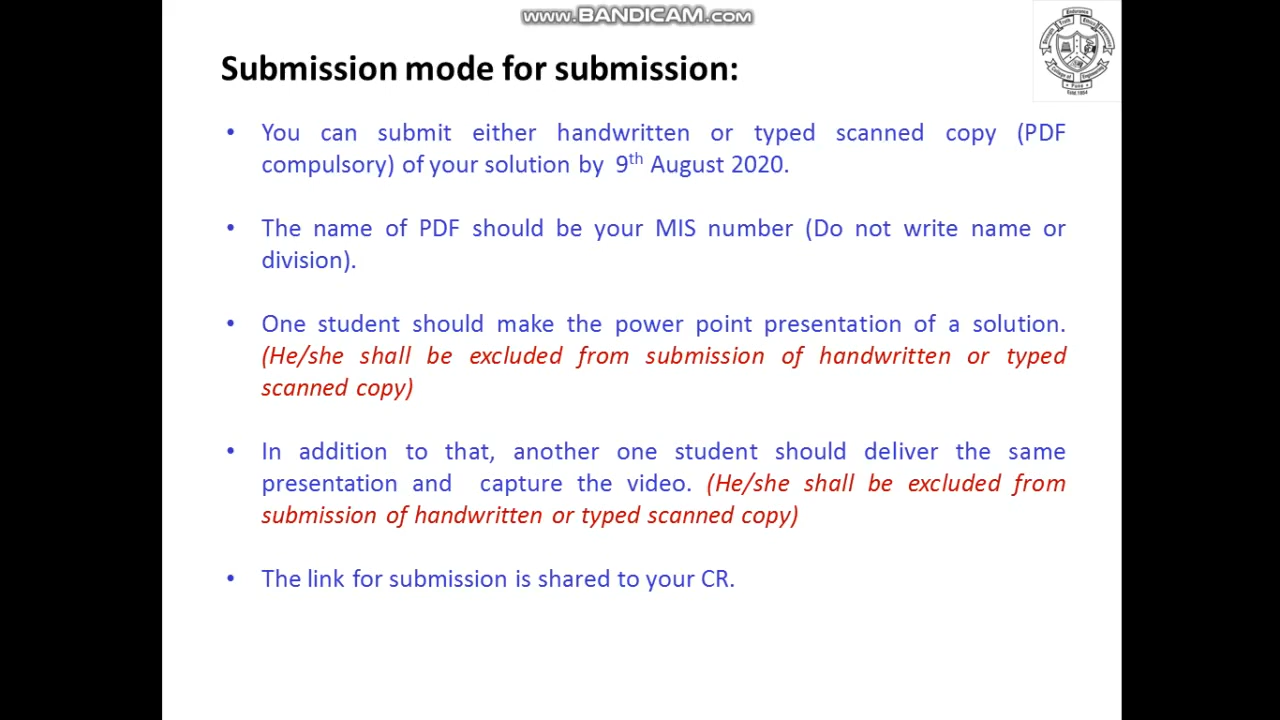 www.BANDICAM.com
Submission mode for submission:
• You can submit either handwritten or typed scanned copy (PDF
compulsory) of your solution by 9th August 2020.
• The name of PDF should be your MIS number (Do not write name or
division).
• One student should make the power point presentation of a solution.
(He/she shall be excluded from submission of handwritten or typed
scanned copy)
• In addition to that, another one student should deliver the same
presentation and capture the video. (He/she shall be excluded from
submission of handwritten or typed scanned copy)
• The link for submission is shared to your CR.